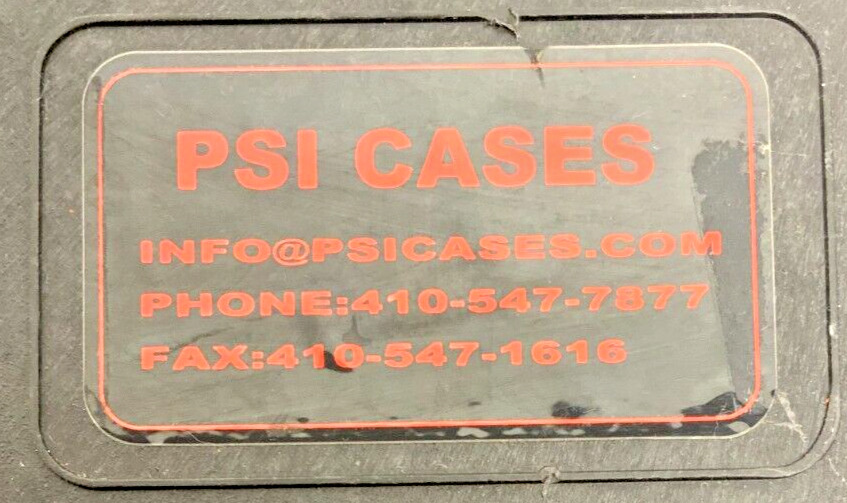 PSI CASES
INFO@PSICASES.COM
PHONE:410-547-7877
FAX:410-547-1616